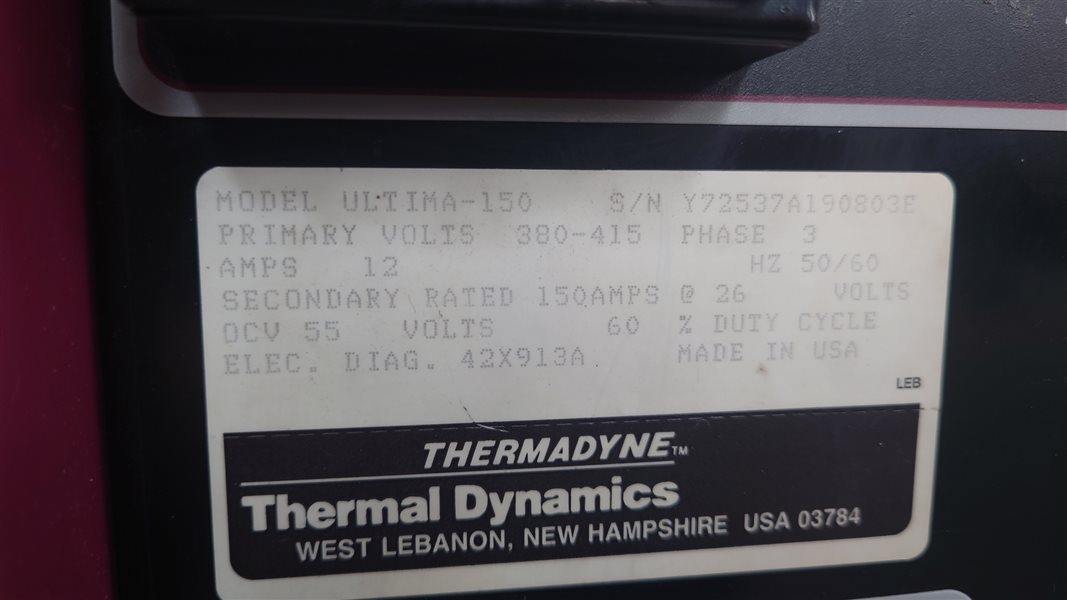 MODEL ULTIMA-150 S/N Y72537A190803E
PRIMARY VOLTS 380-415 PHASE 3
AMPS 12 HZ 50/60
SECONDARY RATED 150AMPS @ 26 VOLTS
OCV 55 VOLTS 60 % DUTY CYCLE
ELEC. DIAG. 42X913A MADE IN USA
LEB
THERMADYNE™
Thermal Dynamics
WEST LEBANON, NEW HAMPSHIRE USA 03784